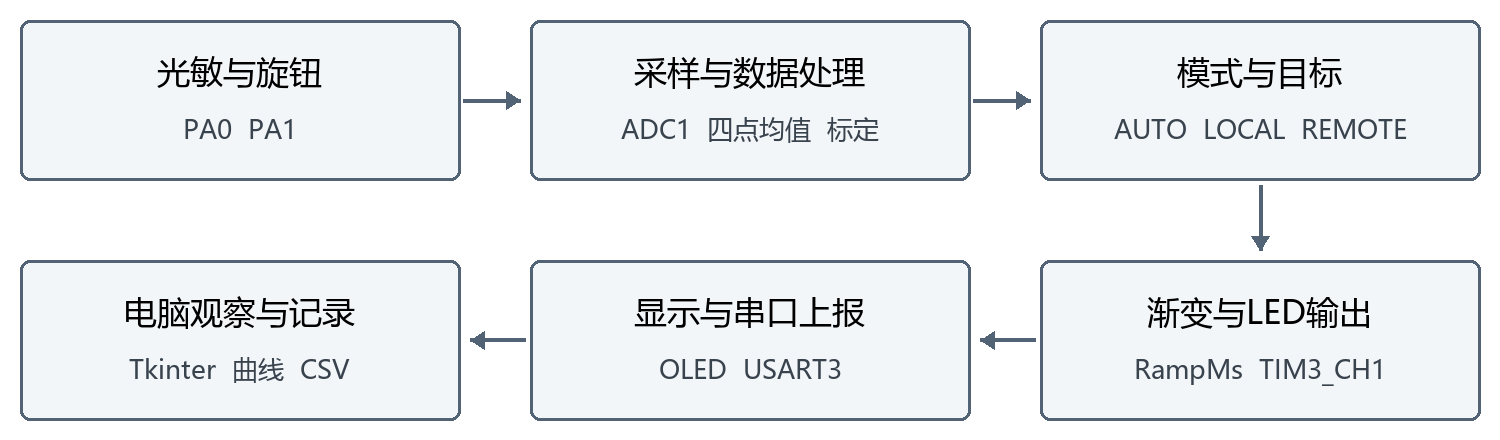 光敏与旋钮
PA0 PA1
采样与数据处理
ADC1 四点均值 标定
模式与目标
AUTO LOCAL REMOTE
渐变与LED输出
RampMs TIM3_CH1
显示与串口上报
OLED USART3
电脑观察与记录
Tkinter 曲线 CSV